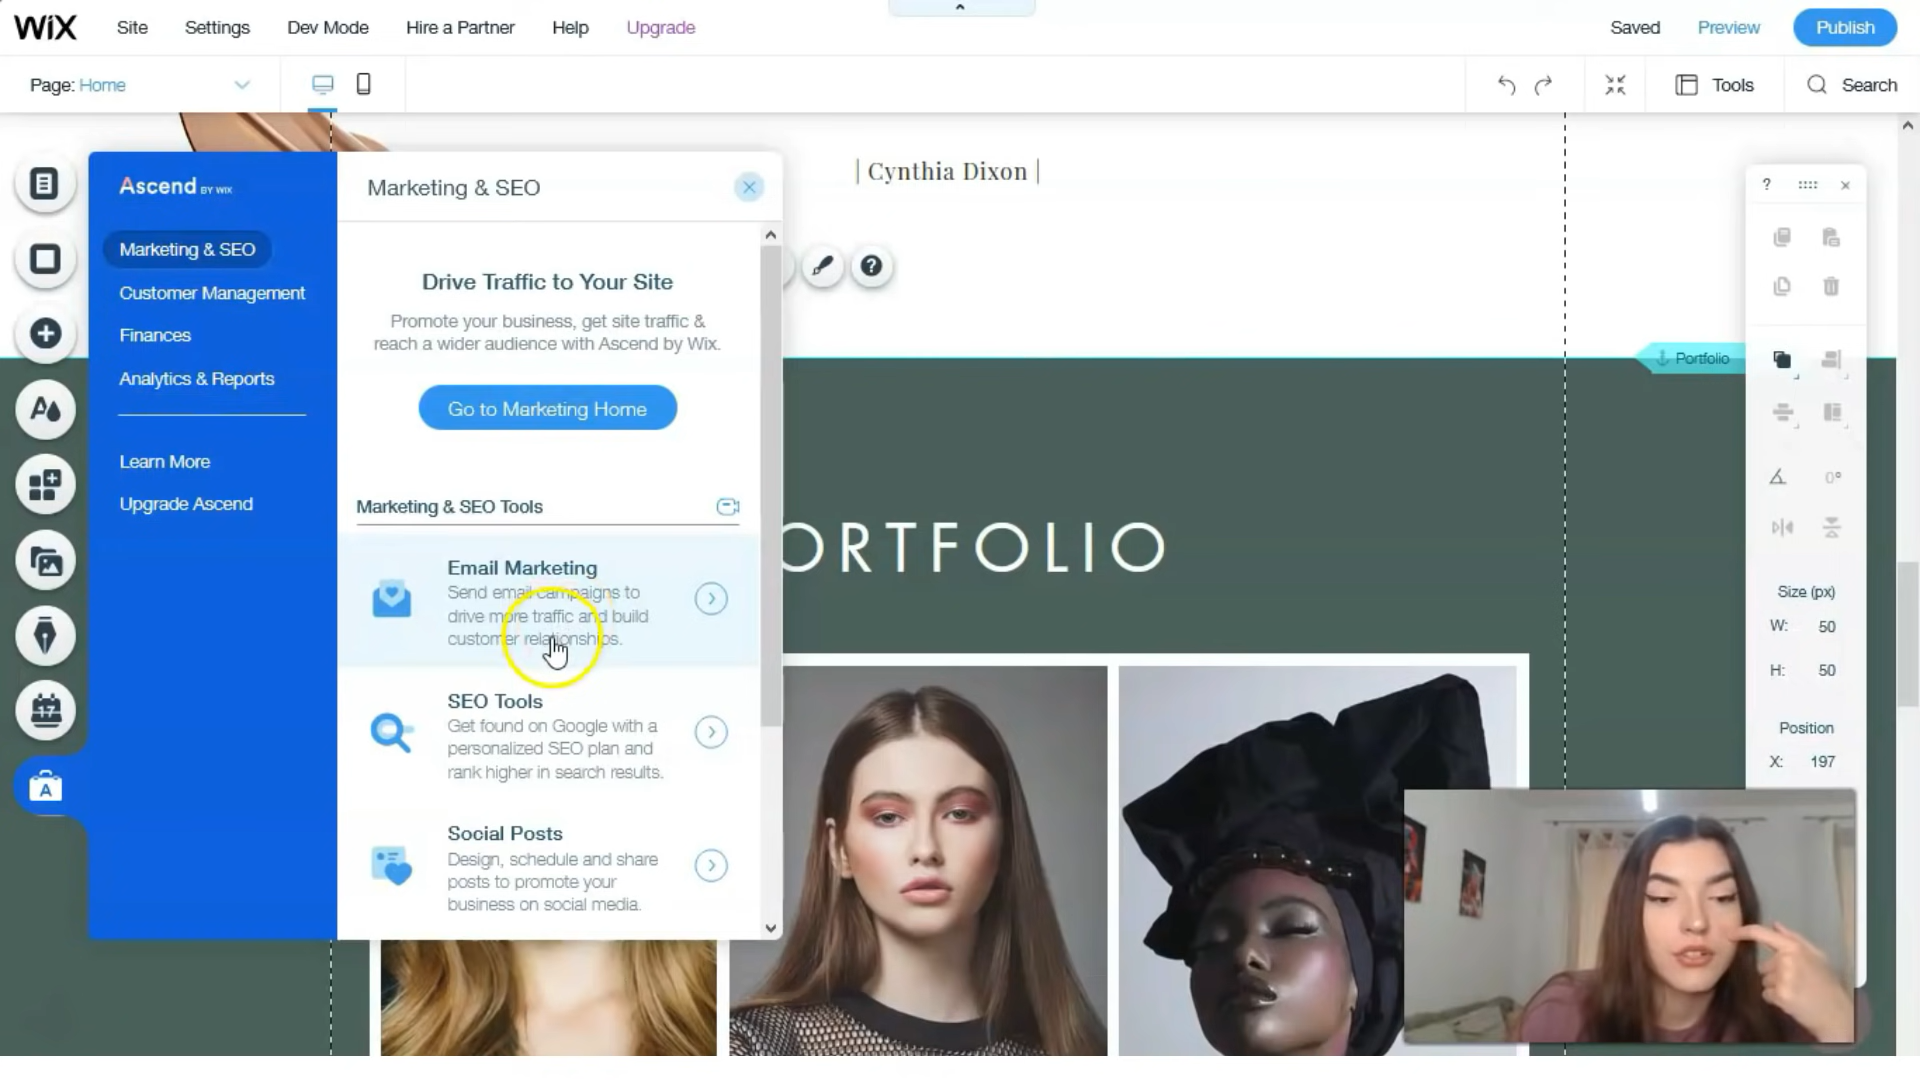 WiX
Site
Settings
Dev Mode
Hire a Partner
Help
Upgrade
Saved
Preview
Publish
Page: Home
Tools
Search
Ascend BY WIX
Marketing & SEO
Customer Management
Finances
Analytics & Reports
Learn More
Upgrade Ascend
Marketing & SEO
Drive Traffic to Your Site
Promote your business, get site traffic &
reach a wider audience with Ascend by Wix.
Go to Marketing Home
Marketing & SEO Tools
Email Marketing
Send email campaigns to
drive more traffic and build
customer relationships.
SEO Tools
Get found on Google with a
personalized SEO plan and
rank higher in search results.
Social Posts
Design, schedule and share
posts to promote your
business on social media.
| Cynthia Dixon |
?
Portfolio
ORTFOLIO
17
A
A
?
0°
Size (px)
W: 50
H: 50
Position
X: 197